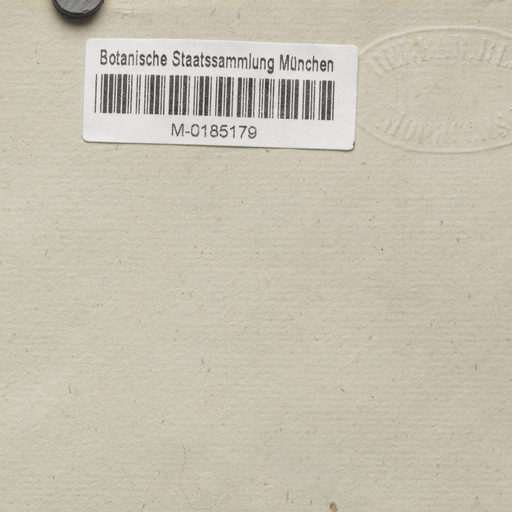 Botanische Staatssammlung München
M-0185179